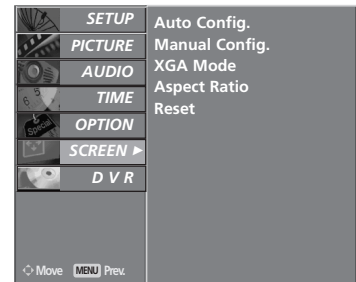 SETUP
PICTURE
AUDIO
TIME
OPTION
SCREEN ►
D V R
Auto Config.
Manual Config.
XGA Mode
Aspect Ratio
Reset
Move MENU Prev.